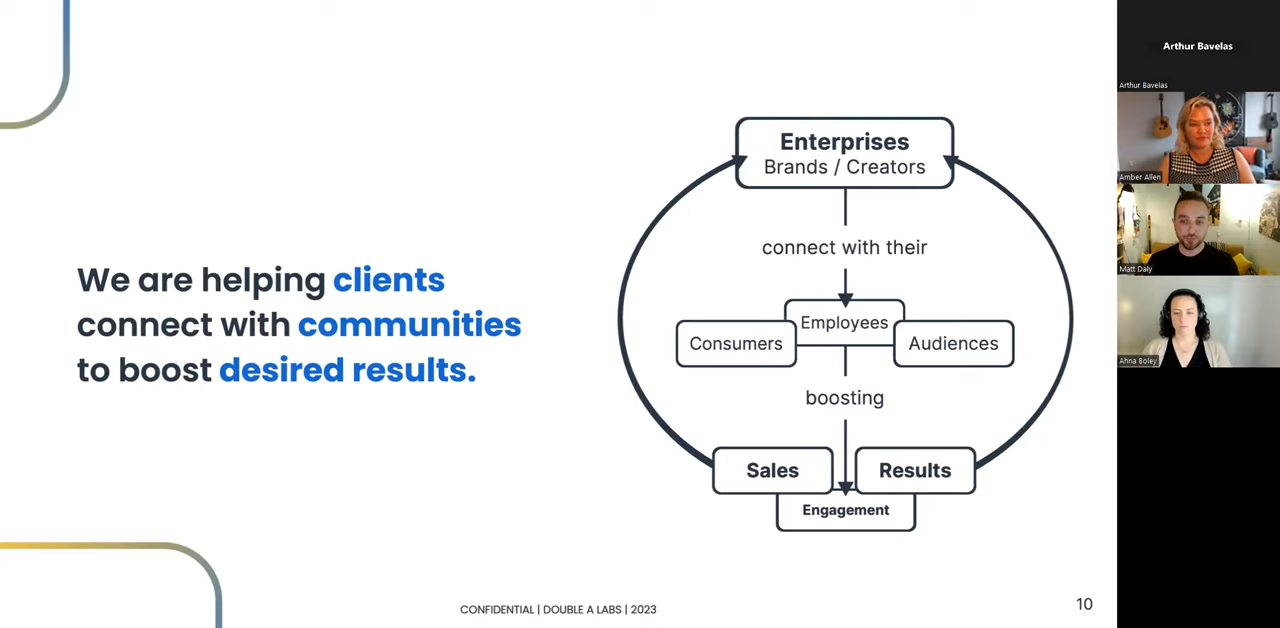 We are helping clients
connect with communities
to boost desired results.
Enterprises
Brands / Creators
connect with their
Employees
Consumers
Audiences
boosting
Sales
Results
Engagement
CONFIDENTIAL | DOUBLE A LABS | 2023
10
Arthur Bavelas
Arthur Bavelas
Amber Allen
Matt Daly
Ahna Boley